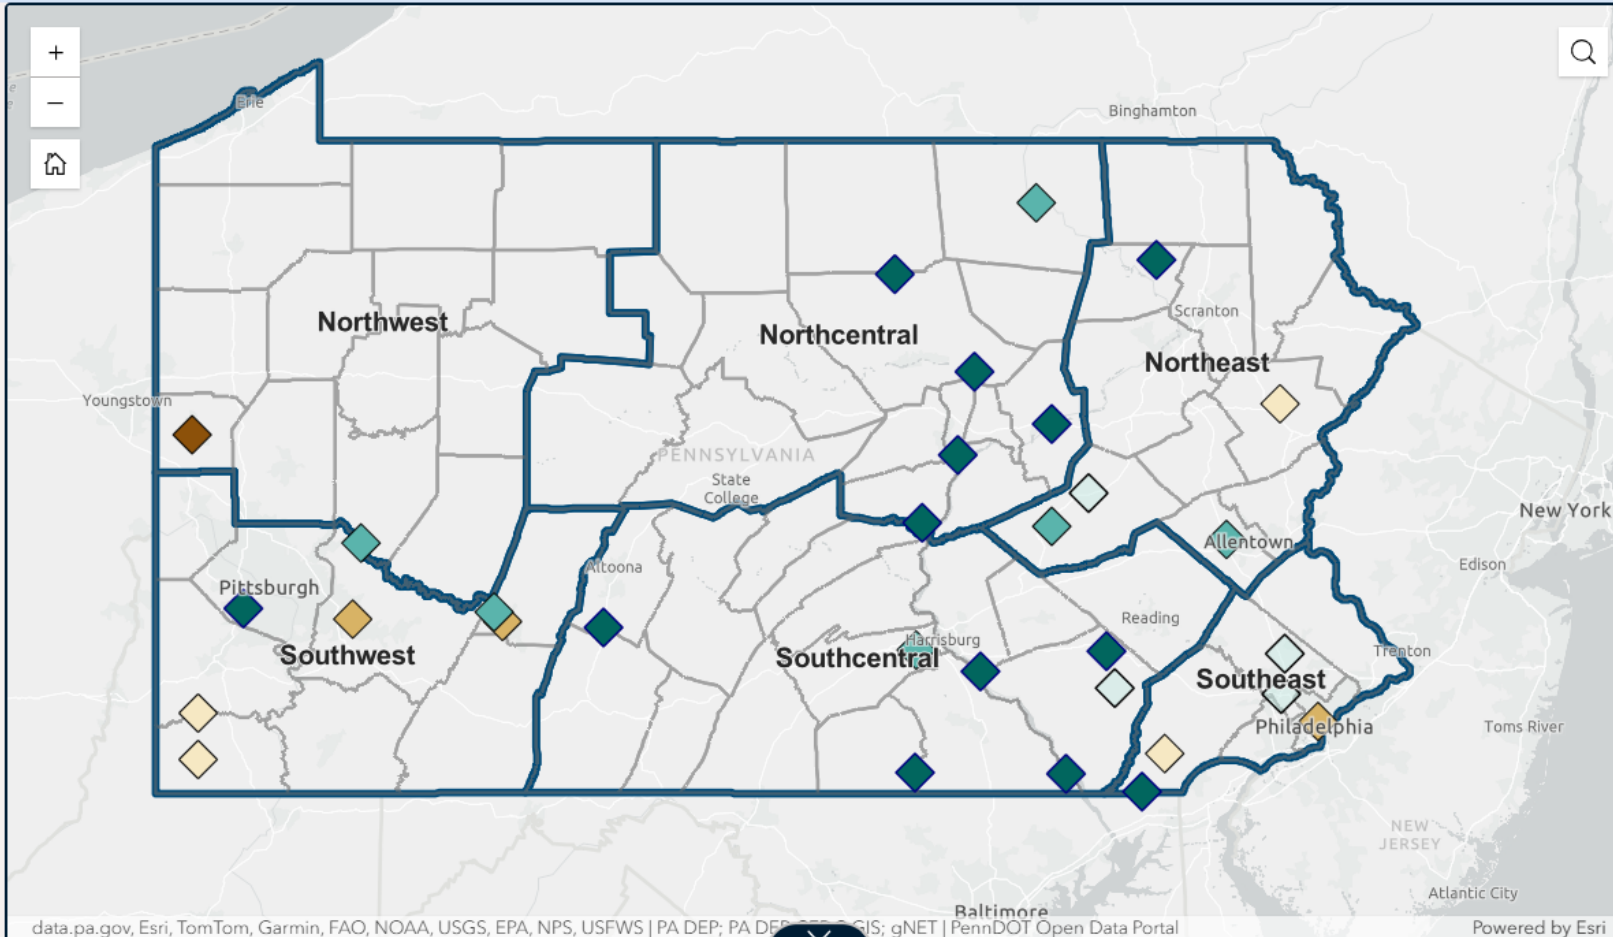 +
Binghamton
Erie
−
Scranton
Northwest
Northcentral
Northeast
Youngstown
PENNSYLVANIA
State
College
New York
Allentown
Edison
Altoona
Pittsburgh
Reading
Harrisburg
Trenton
Southwest
Southcentral
Southeast
Philadelphia
Toms River
NEW
JERSEY
Atlantic City
Baltimore
data.pa.gov, Esri, TomTom, Garmin, FAO, NOAA, USGS, EPA, NPS, USFWS | PA DEP; PA DEP GIS; gNET | PennDOT Open Data Portal
Powered by Esri